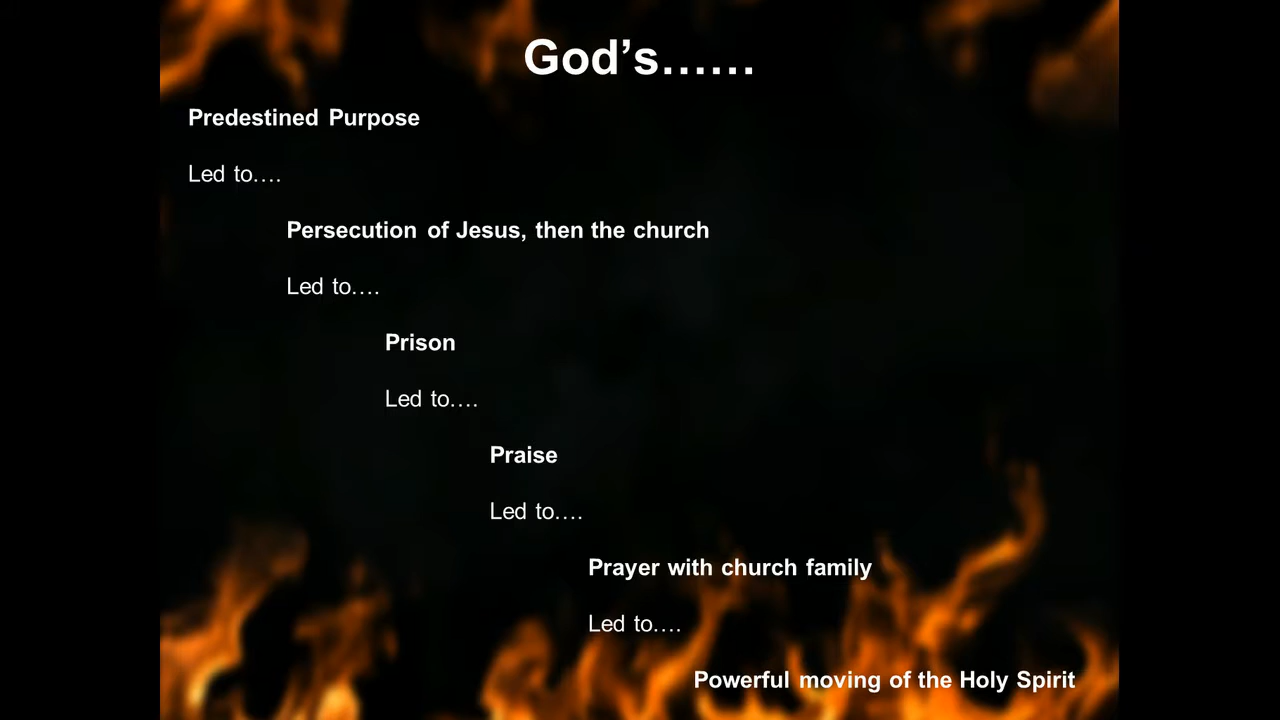 God’s……
Predestined Purpose
Led to….
Persecution of Jesus, then the church
Led to….
Prison
Led to….
Praise
Led to….
Prayer with church family
Led to….
Powerful moving of the Holy Spirit